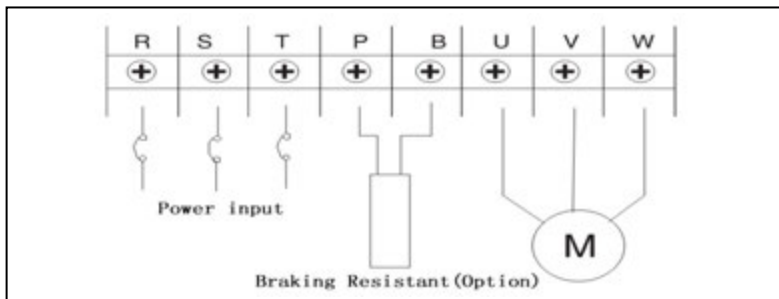 R S T P B U V W
Power input
M
Braking Resistant(Option)